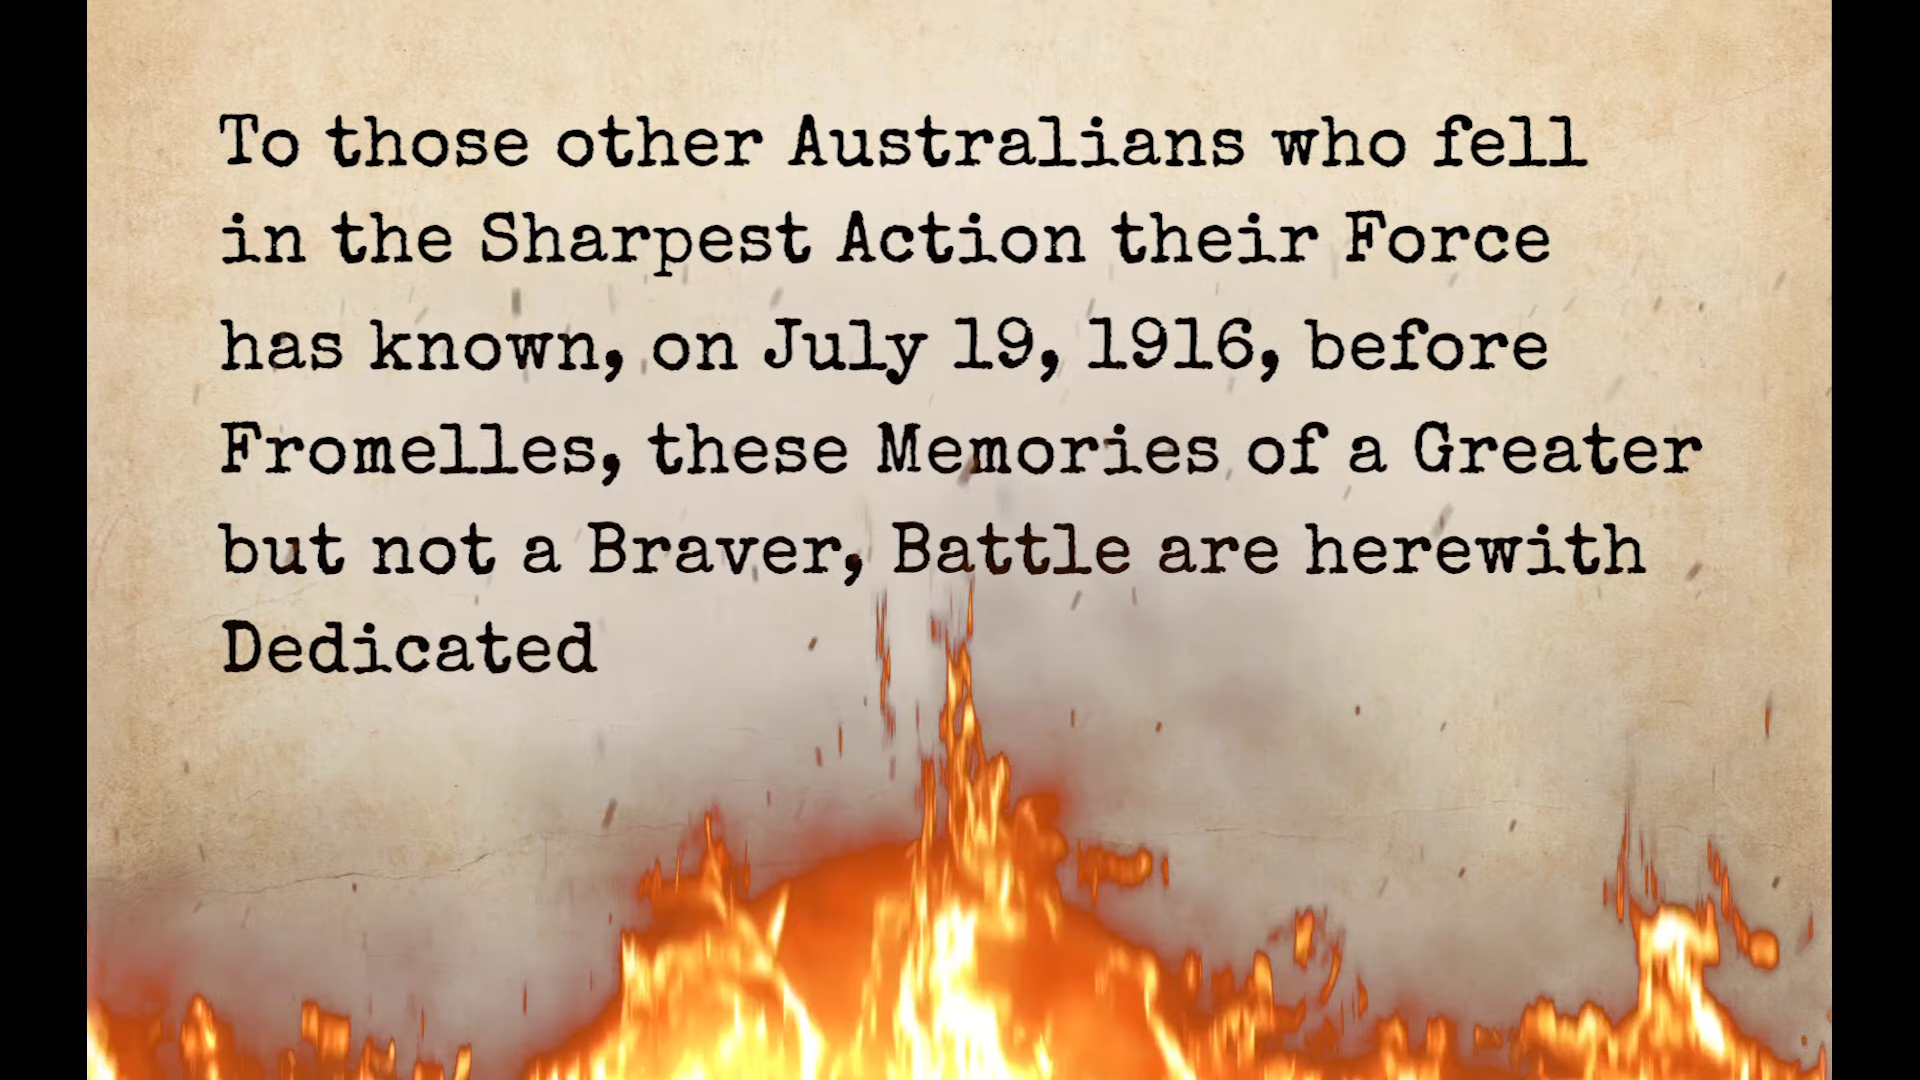 To those other Australians who fell
in the Sharpest Action their Force
has known, on July 19, 1916, before
Fromelles, these Memories of a Greater
but not a Braver, Battle are herewith
Dedicated